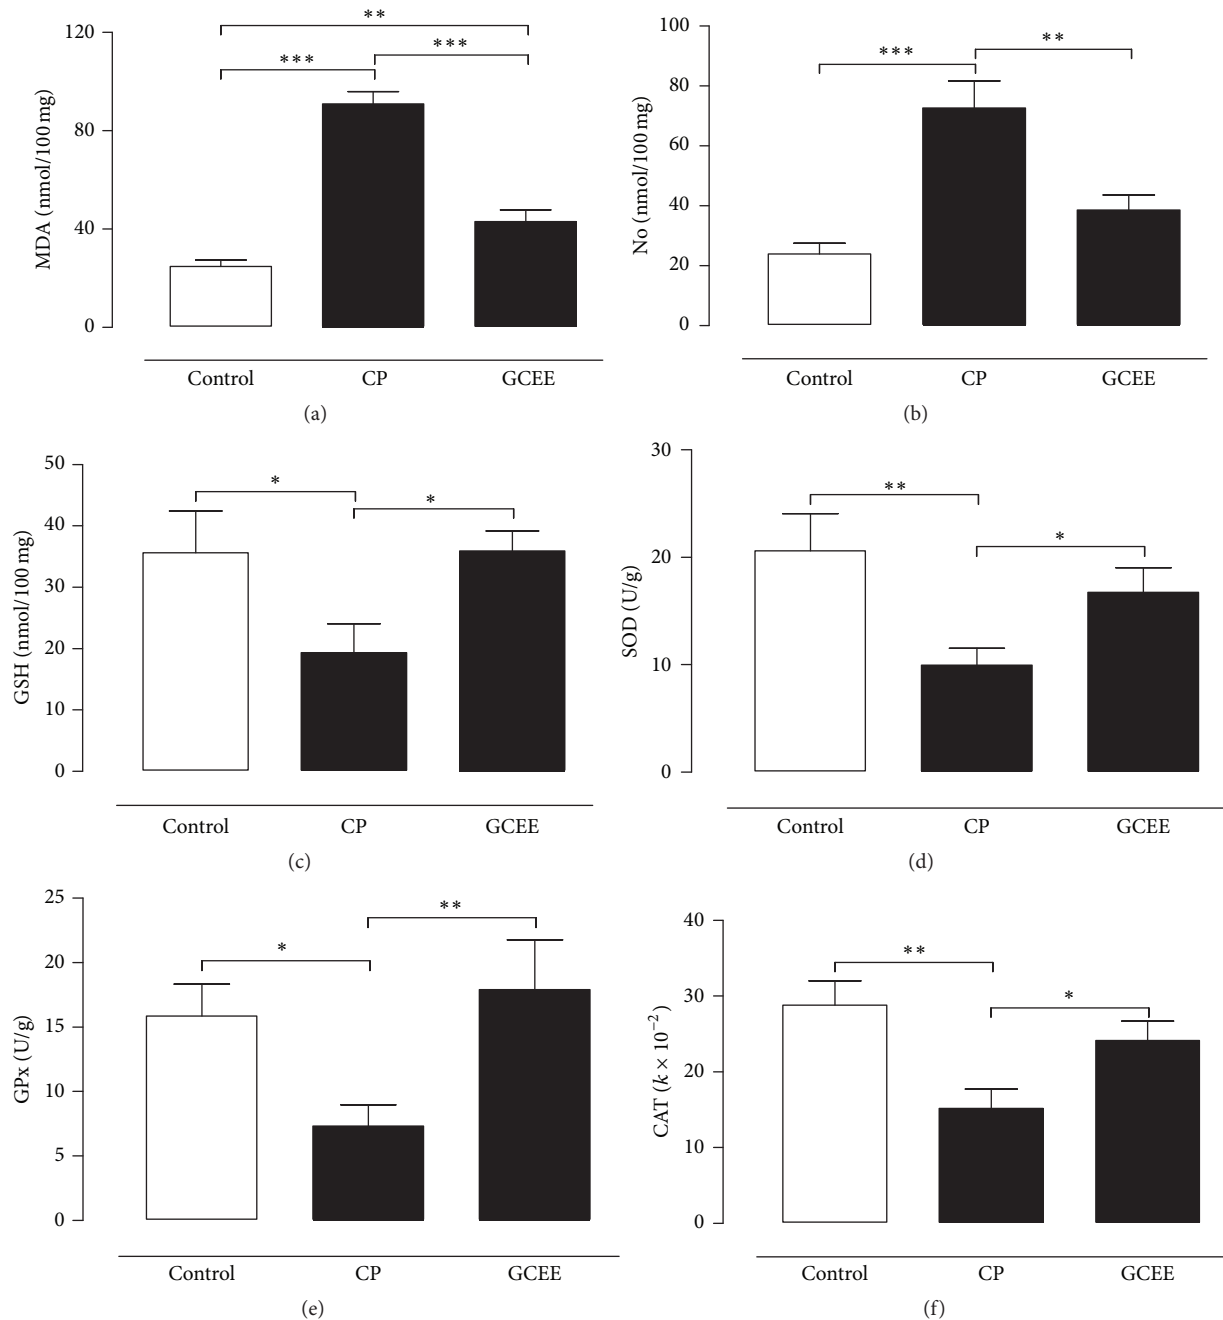 **
120
***
***
80
MDA (nmol/100 mg)
40
0
Control CP GCEE
(a)
100
**
***
80
60
No (nmol/100 mg)
40
20
0
Control CP GCEE
(b)
50
*
*
40
30
GSH (nmol/100 mg)
20
10
0
Control CP GCEE
(c)
30
**
*
20
SOD (U/g)
10
0
Control CP GCEE
(d)
25
**
*
20
15
GPx (U/g)
10
5
0
Control CP GCEE
(e)
40
**
*
30
CAT (k × 10⁻²)
20
10
0
Control CP GCEE
(f)